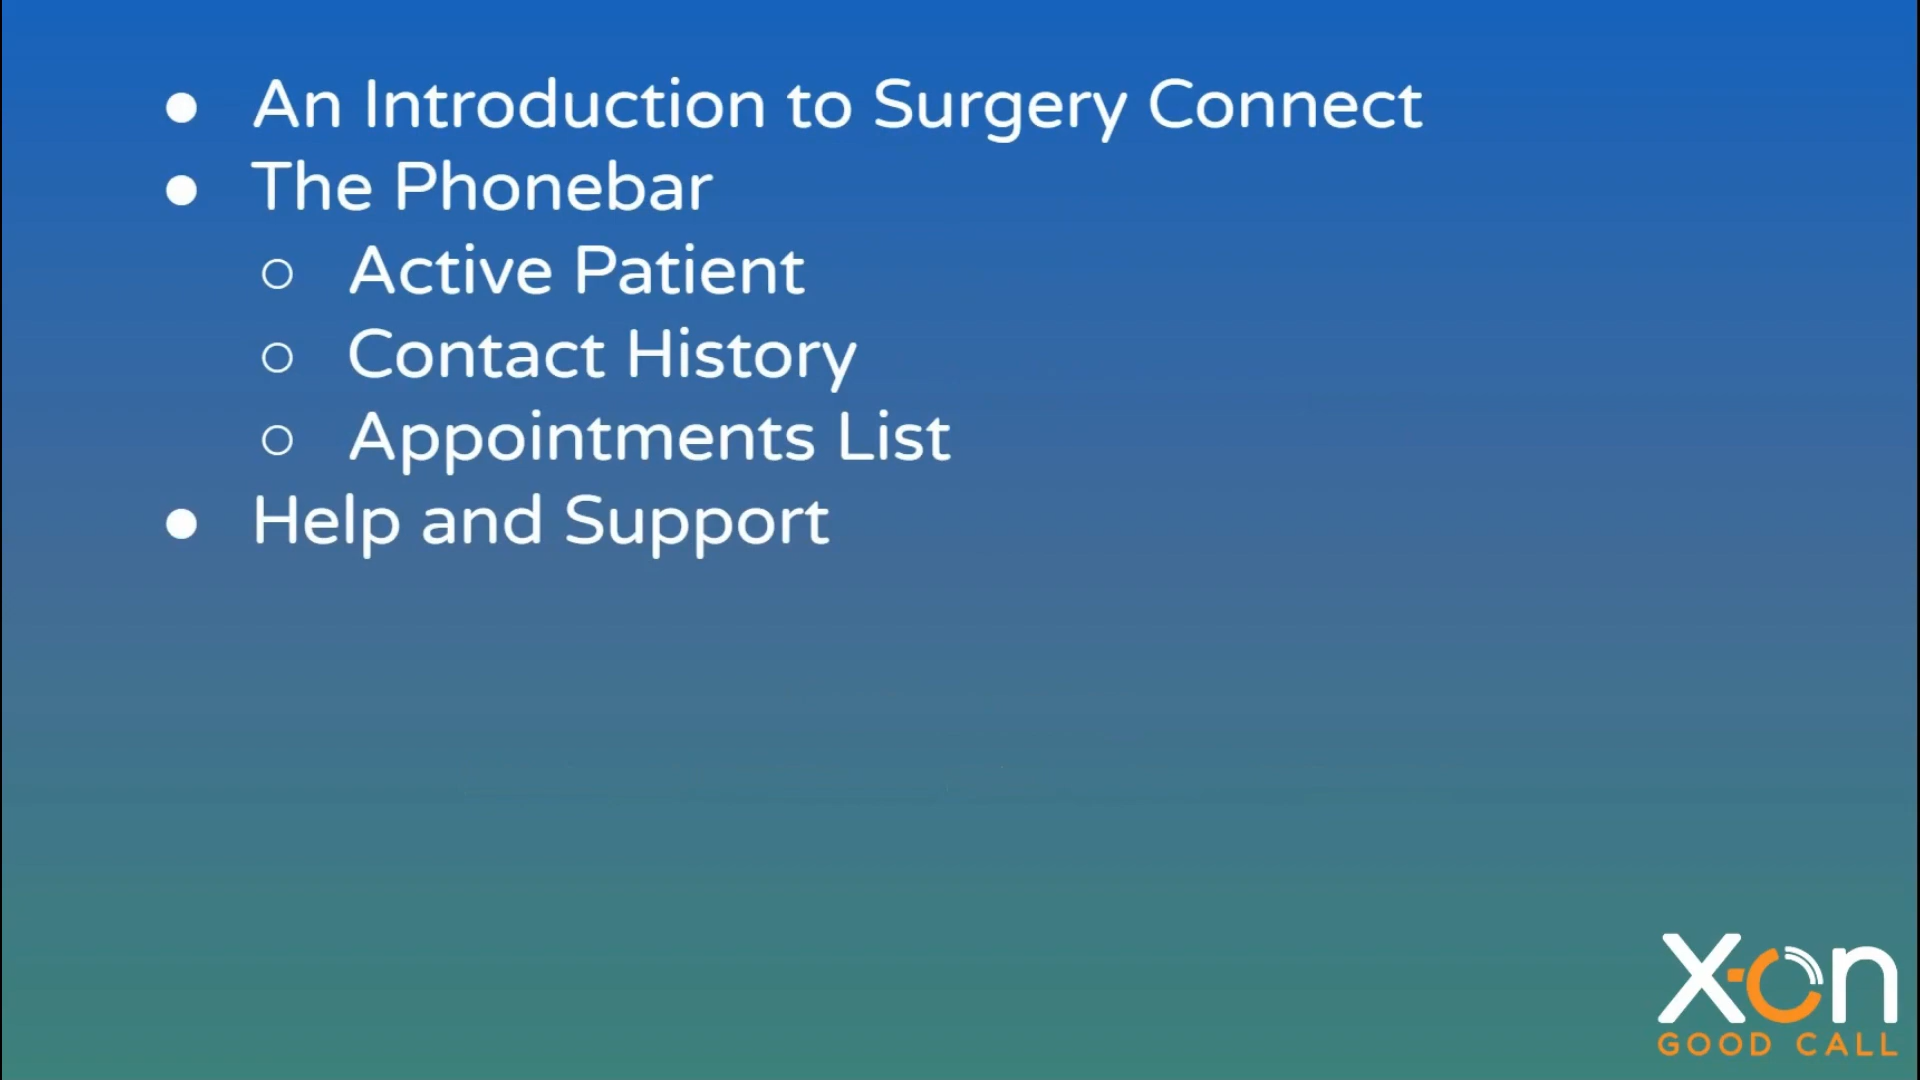 ● An Introduction to Surgery Connect
● The Phonebar
○ Active Patient
○ Contact History
○ Appointments List
● Help and Support
X-on
GOOD CALL